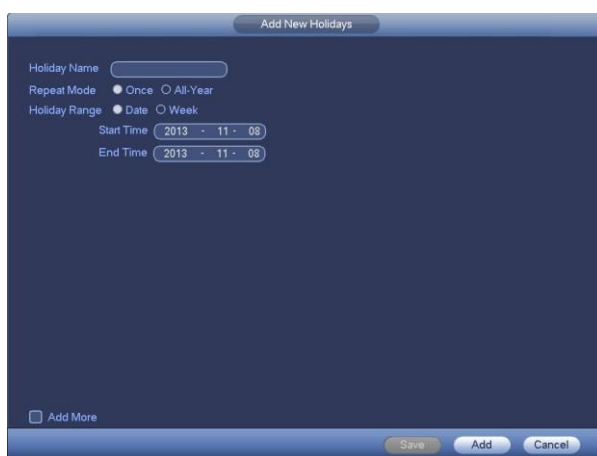 Add New Holidays
Holiday Name
Repeat Mode Once All-Year
Holiday Range Date Week
Start Time 2013 - 11 - 08
End Time 2013 - 11 - 08
Add More
Save Add Cancel